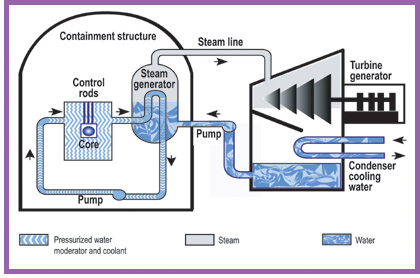 Containment structure
Steam line
Steam
generator
Turbine
generator
Control
rods
Core
Pump
Pump
Condenser
cooling
water
Pressurized water
moderator and coolant
Steam
Water